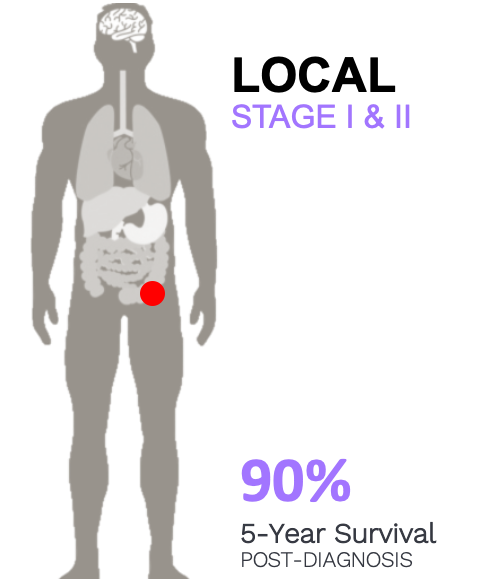 LOCAL
STAGE I & II
90%
5-Year Survival
POST-DIAGNOSIS